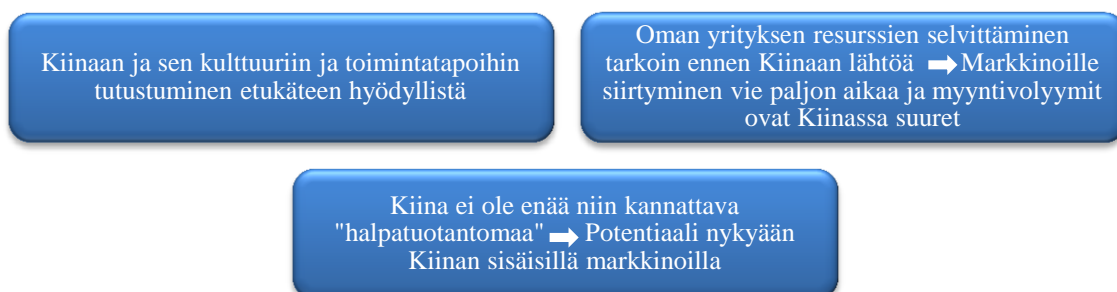 Kiinaan ja sen kulttuuriin ja toimintatapoihin
tutustuminen etukäteen hyödyllistä
Oman yrityksen resurssien selvittäminen
tarkoin ennen Kiinaan lähtöä ➡ Markkinoille
siirtyminen vie paljon aikaa ja myyntivolyymit
ovat Kiinassa suuret
Kiina ei ole enää niin kannattava
"halpatuotantomaa" ➡ Potentiaali nykyään
Kiinan sisäisillä markkinoilla